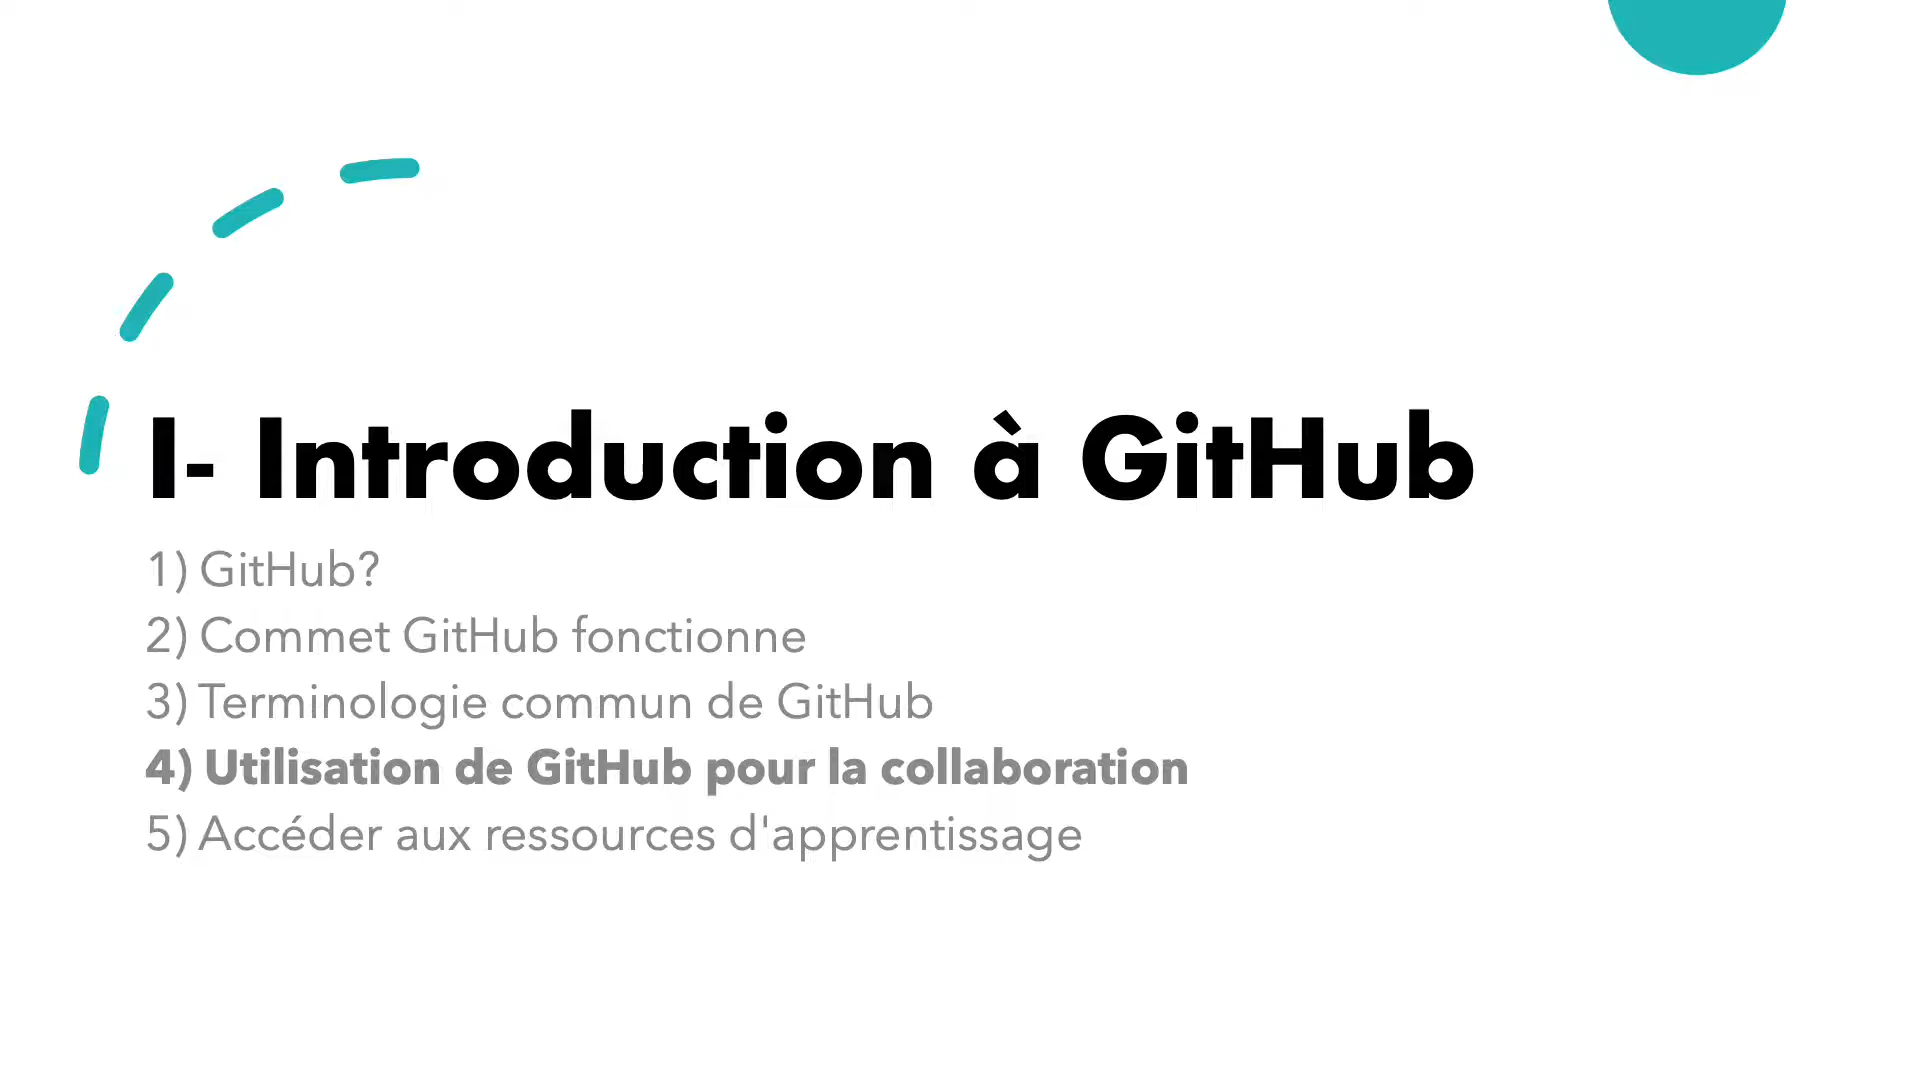 I- Introduction à GitHub
1) GitHub?
2) Commet GitHub fonctionne
3) Terminologie commun de GitHub
4) Utilisation de GitHub pour la collaboration
5) Accéder aux ressources d'apprentissage